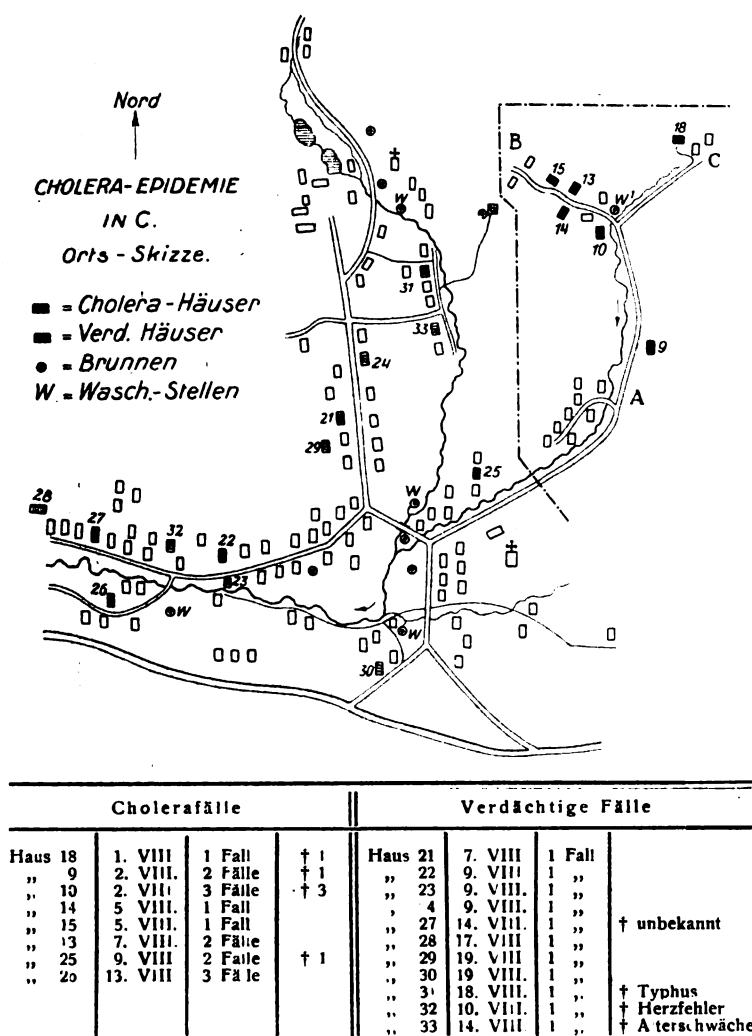 Nord
CHOLERA-EPIDEMIE
IN C.
Orts-Skizze.
= Cholera-Häuser
= Verd. Häuser
= Brunnen
W = Wasch.-Stellen
18
B
C
15
13
W
W¹
14
10
31
33
24
9
A
21
29
25
28
27
32
22
W
26
23
W
W
30
Cholerafälle
Verdächtige Fälle
Haus 18 1. VIII 1 Fall † 1 Haus 21 7. VIII 1 Fall
„ 9 2. VIII. 2 Fälle † 1 „ 22 9. VIII 1 „
„ 10 2. VIII 3 Fälle † 3 „ 23 9. VIII. 1 „
„ 14 5 VIII. 1 Fall , 4 9. VIII. 1 „
„ 15 5. VIII. 1 Fall „ 27 14. VIII. 1 „ † unbekannt
„ 13 7. VIII. 2 Fälle „ 28 17. VIII 1 „
„ 25 9. VIII 2 Falle † 1 „ 29 19. VIII 1 „
„ 13. VIII 3 Fälle „ 30 19 VIII. 1 „
„ 18. VIII. 1 „ † Typhus
„ 32 10. VIII. 1 „ † Herzfehler
„ 33 14. VIII. 1 „ † A terschwäche